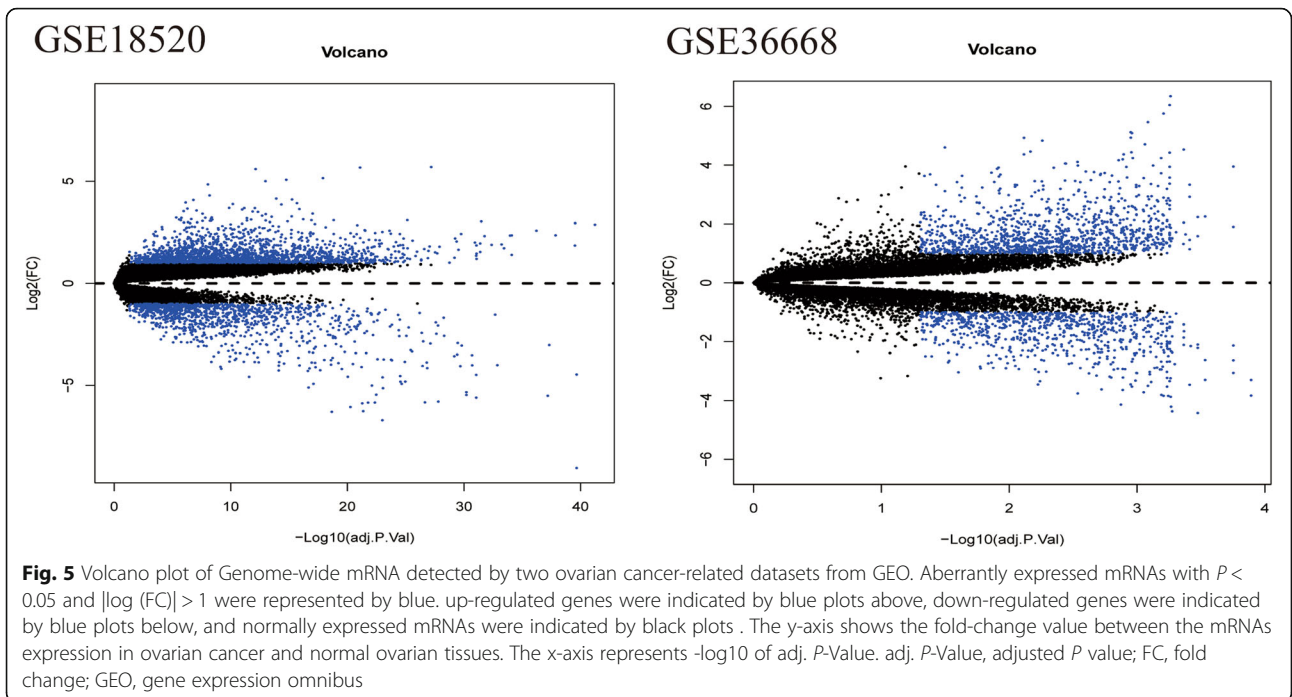 GSE18520
Volcano
Log2(FC)
5
0
−5
0 10 20 30 40
−Log10(adj.P.Val)
GSE36668
Volcano
Log2(FC)
6
4
2
0
−2
−4
−6
0 1 2 3 4
−Log10(adj.P.Val)
Fig. 5 Volcano plot of Genome-wide mRNA detected by two ovarian cancer-related datasets from GEO. Aberrantly expressed mRNAs with P <
0.05 and |log (FC)| > 1 were represented by blue. up-regulated genes were indicated by blue plots above, down-regulated genes were indicated
by blue plots below, and normally expressed mRNAs were indicated by black plots . The y-axis shows the fold-change value between the mRNAs
expression in ovarian cancer and normal ovarian tissues. The x-axis represents -log10 of adj. P-Value. adj. P-Value, adjusted P value; FC, fold
change; GEO, gene expression omnibus